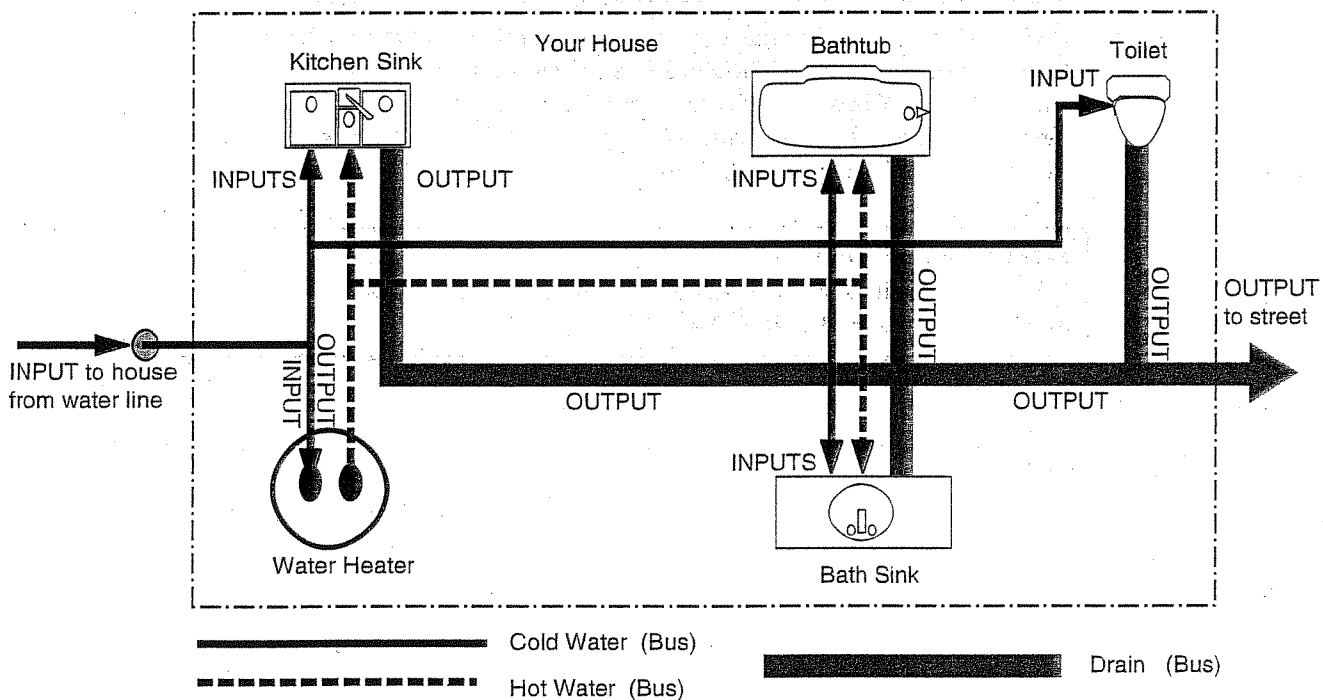 Your House
Kitchen Sink
Bathtub
Toilet
INPUT
INPUTS
OUTPUT
INPUTS
OUTPUT
OUTPUT
OUTPUT
to street
INPUT to house
from water line
INPUT
OUTPUT
OUTPUT
OUTPUT
INPUTS
Water Heater
Bath Sink
Cold Water (Bus)
Drain (Bus)
Hot Water (Bus)